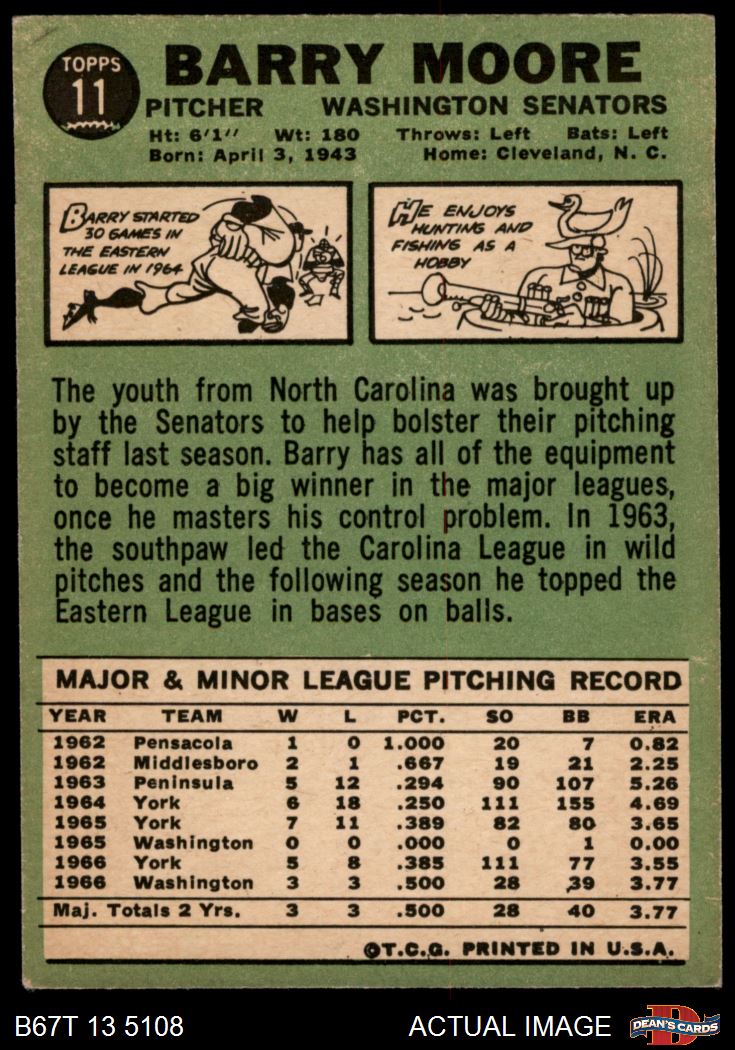 TOPPS
11
BARRY MOORE
PITCHER WASHINGTON SENATORS
Ht: 6'1'' Wt: 180 Throws: Left Bats: Left
Born: April 3, 1943 Home: Cleveland, N. C.
BARRY STARTED
30 GAMES IN
THE EASTERN
LEAGUE IN 1964
HE ENJOYS
HUNTING AND
FISHING AS A
HOBBY
The youth from North Carolina was brought up
by the Senators to help bolster their pitching
staff last season. Barry has all of the equipment
to become a big winner in the major leagues,
once he masters his control problem. In 1963,
the southpaw led the Carolina League in wild
pitches and the following season he topped the
Eastern League in bases on balls.
MAJOR & MINOR LEAGUE PITCHING RECORD
YEAR TEAM W L PCT. SO BB ERA
1962 Pensacola 1 0 1.000 20 7 0.82
1962 Middlesboro 2 1 .667 19 21 2.25
1963 Peninsula 5 12 .294 90 107 5.26
1964 York 6 18 .250 111 155 4.69
1965 York 7 11 .389 82 80 3.65
1965 Washington 0 0 .000 0 1 0.00
1966 York 5 8 .385 111 77 3.55
1966 Washington 3 3 .500 28 39 3.77
Maj. Totals 2 Yrs. 3 3 .500 28 40 3.77
©T.C.G. PRINTED IN U.S.A.
B67T 13 5108 ACTUAL IMAGE
DEAN'S CARDS